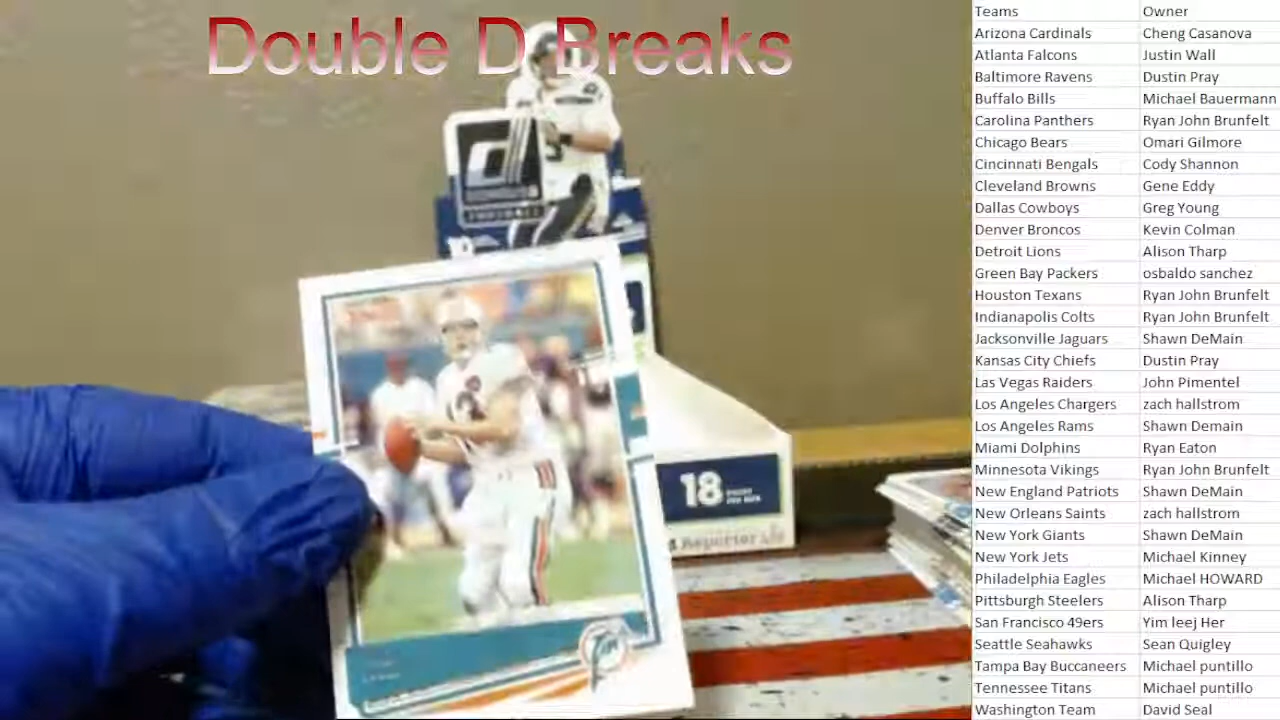 Double D Breaks
18
Reporter
Teams Owner
Arizona Cardinals Cheng Casanova
Atlanta Falcons Justin Wall
Baltimore Ravens Dustin Pray
Buffalo Bills Michael Bauermann
Carolina Panthers Ryan John Brunfelt
Chicago Bears Omari Gilmore
Cincinnati Bengals Cody Shannon
Cleveland Browns Gene Eddy
Dallas Cowboys Greg Young
Denver Broncos Kevin Colman
Detroit Lions Alison Tharp
Green Bay Packers osbaldo sanchez
Houston Texans Ryan John Brunfelt
Indianapolis Colts Ryan John Brunfelt
Jacksonville Jaguars Shawn DeMain
Kansas City Chiefs Dustin Pray
Las Vegas Raiders John Pimentel
Los Angeles Chargers zach hallstrom
Los Angeles Rams Shawn Demain
Miami Dolphins Ryan Eaton
Minnesota Vikings Ryan John Brunfelt
New England Patriots Shawn DeMain
New Orleans Saints zach hallstrom
New York Giants Shawn DeMain
New York Jets Michael Kinney
Philadelphia Eagles Michael HOWARD
Pittsburgh Steelers Alison Tharp
San Francisco 49ers Yim leej Her
Seattle Seahawks Sean Quigley
Tampa Bay Buccaneers Michael puntillo
Tennessee Titans Michael puntillo
Washington Team David Seal